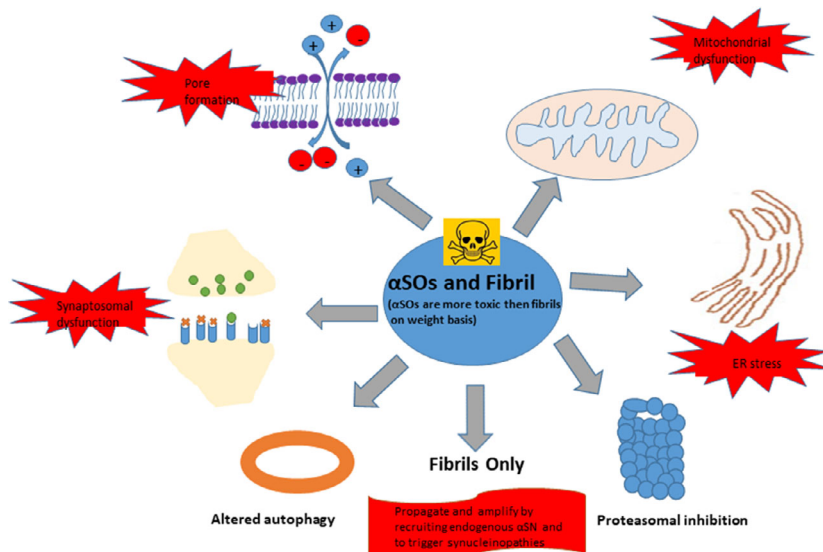 Pore
formation
+
+
-
-
-
+
Mitochondrial
dysfunction
αSOs and Fibril
(αSOs are more toxic then fibrils
on weight basis)
Synaptosomal
dysfunction
ER stress
Altered autophagy
Fibrils Only
Propagate and amplify by
recruiting endogenous αSN and
to trigger synucleinopathies
Proteasomal inhibition